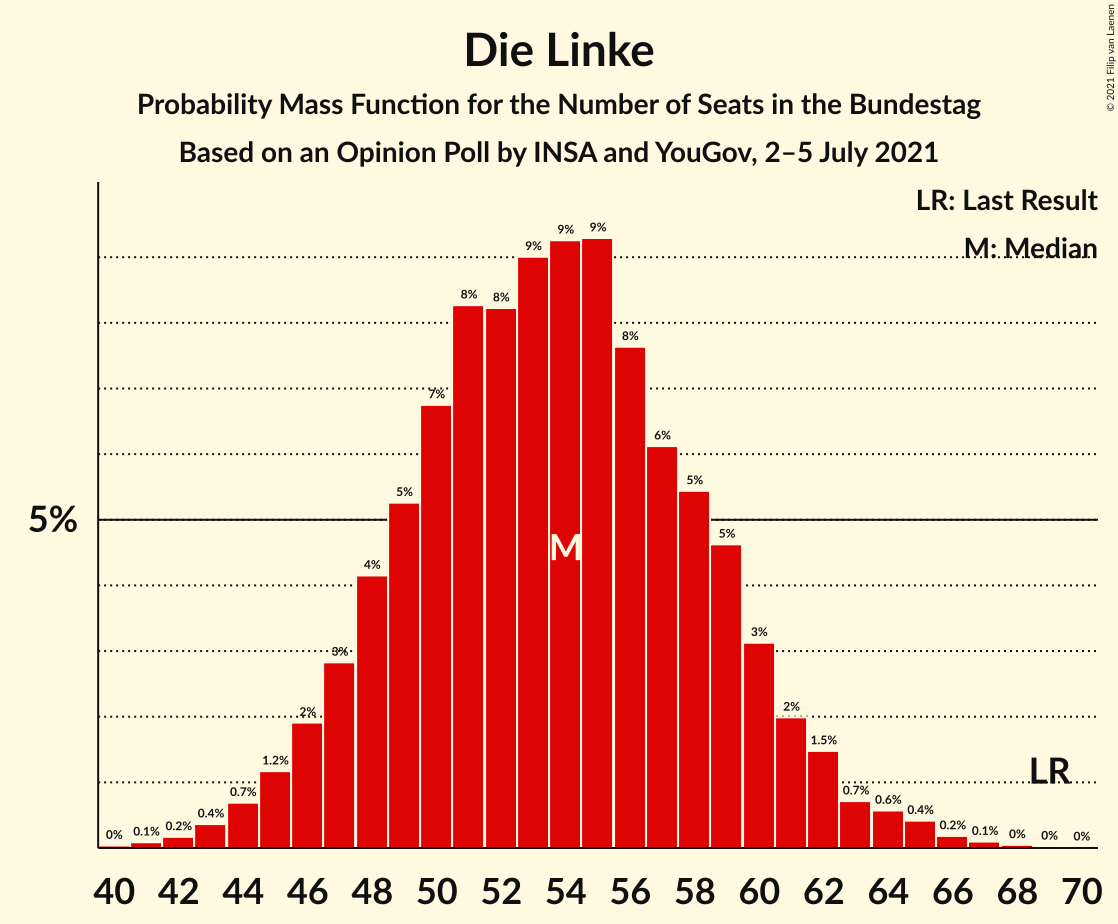 Die Linke
Probability Mass Function for the Number of Seats in the Bundestag
Based on an Opinion Poll by INSA and YouGov, 2–5 July 2021
© 2021 Filip van Laenen
LR: Last Result
M: Median
5%
0% 0.1% 0.2% 0.4% 0.7% 1.2% 2% 3% 4% 5% 7% 8% 8% 9% 9% 9% 8% 6% 5% 5% 3% 2% 1.5% 0.7% 0.6% 0.4% 0.2% 0.1% 0% 0% 0%
M
LR
40 42 44 46 48 50 52 54 56 58 60 62 64 66 68 70